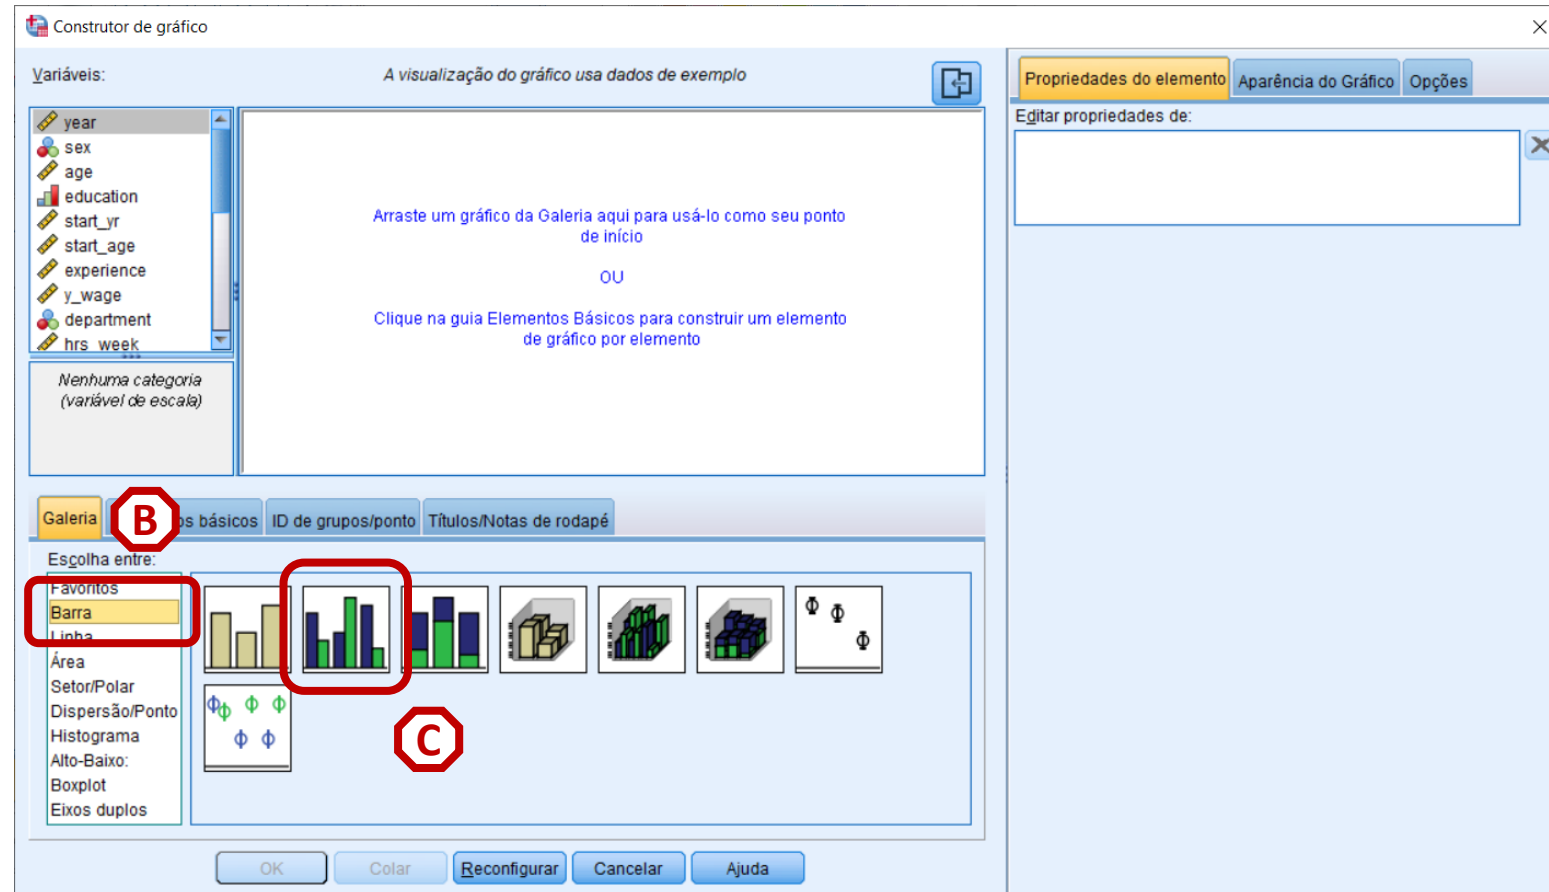 Construtor de gráfico
Variáveis:
A visualização do gráfico usa dados de exemplo
year
sex
age
education
start_yr
start_age
experience
y_wage
department
hrs_week
Nenhuma categoria
(variável de escala)
Arraste um gráfico da Galeria aqui para usá-lo como seu ponto
de início
OU
Clique na guia Elementos Básicos para construir um elemento
de gráfico por elemento
Propriedades do elemento
Aparência do Gráfico
Opções
Editar propriedades de:
Galeria
B
os básicos
ID de grupos/ponto
Títulos/Notas de rodapé
Escolha entre:
Favoritos
Barra
Linha
Área
Setor/Polar
Dispersão/Ponto
Histograma
Alto-Baixo:
Boxplot
Eixos duplos
C
OK
Colar
Reconfigurar
Cancelar
Ajuda